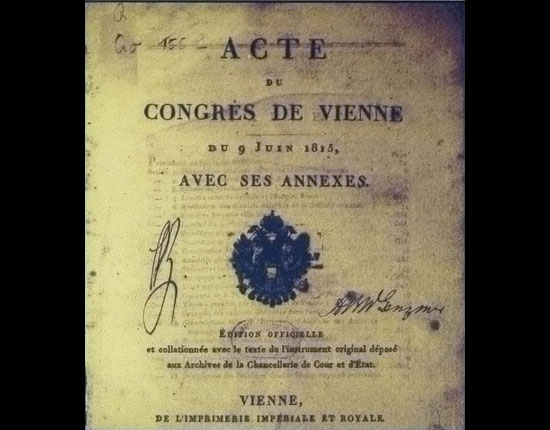 ACTE
DU
CONGRÈS DE VIENNE
DU 9 JUIN 1815,
AVEC SES ANNEXES.
ÉDITION OFFICIELLE
et collationnée avec le texte de l'instrument original déposé
aux Archives de la Chancellerie de Cour et d'État.
VIENNE,
DE L'IMPRIMERIE IMPÉRIALE ET ROYALE.